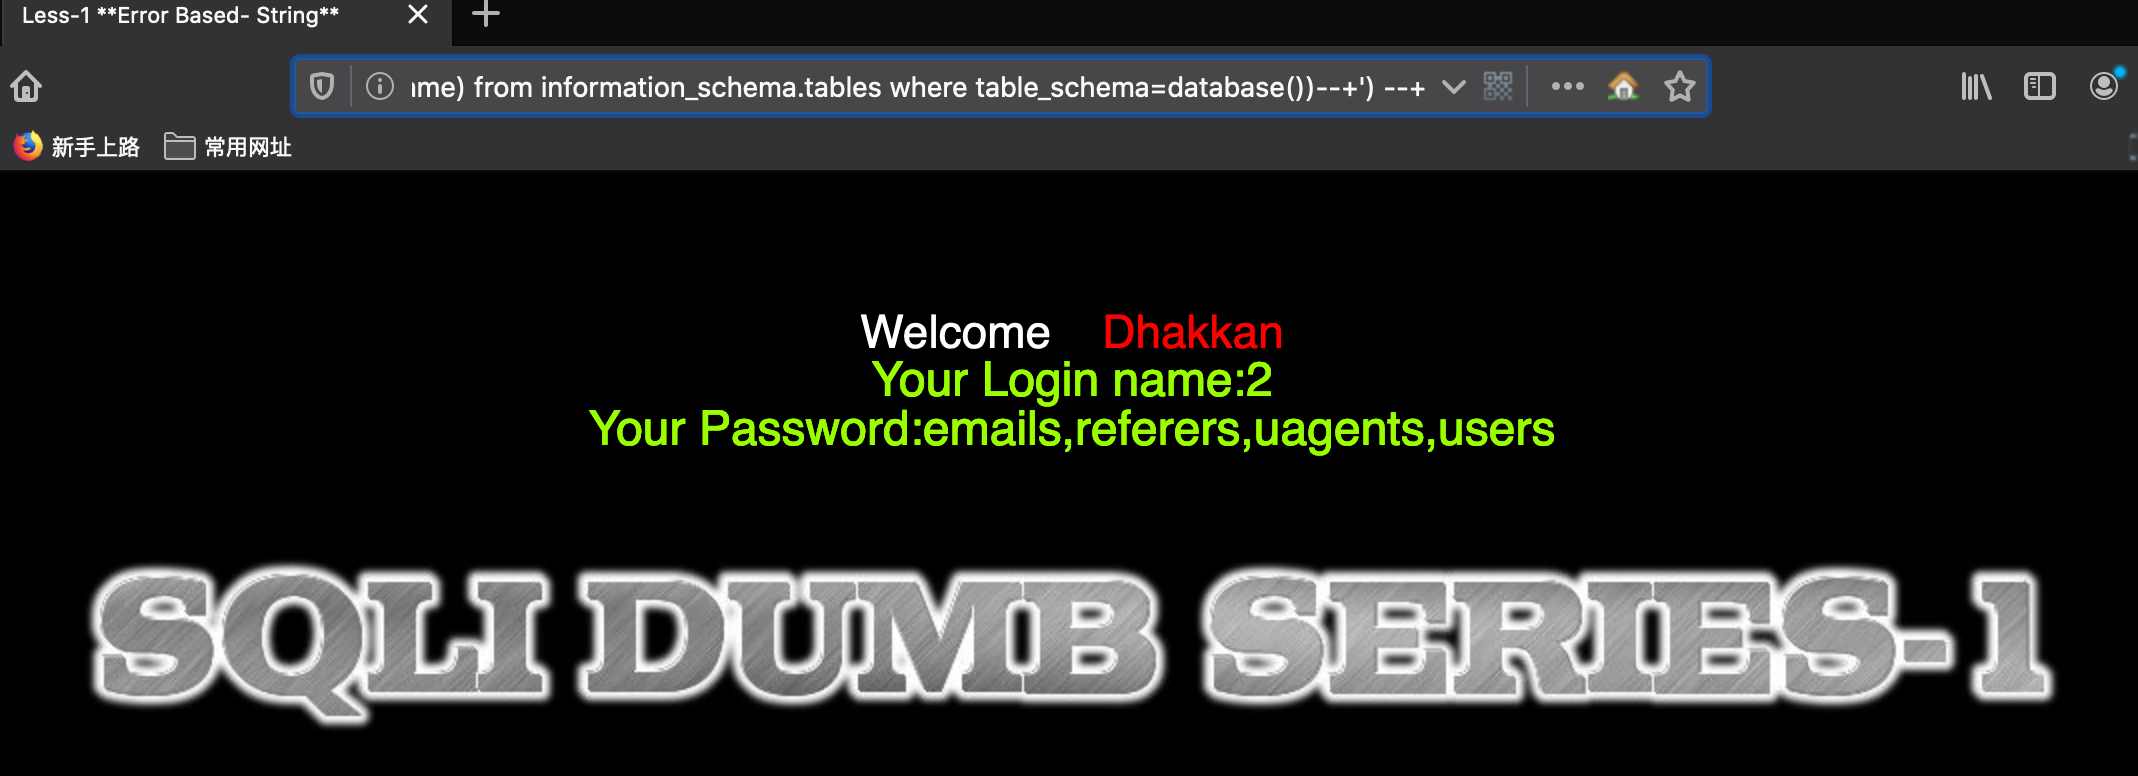 Less-1 **Error Based- String**
ıme) from information_schema.tables where table_schema=database())--+') --+
新手上路 常用网址
Welcome Dhakkan
Your Login name:2
Your Password:emails,referers,uagents,users
SQLI DUMB SERIES-1